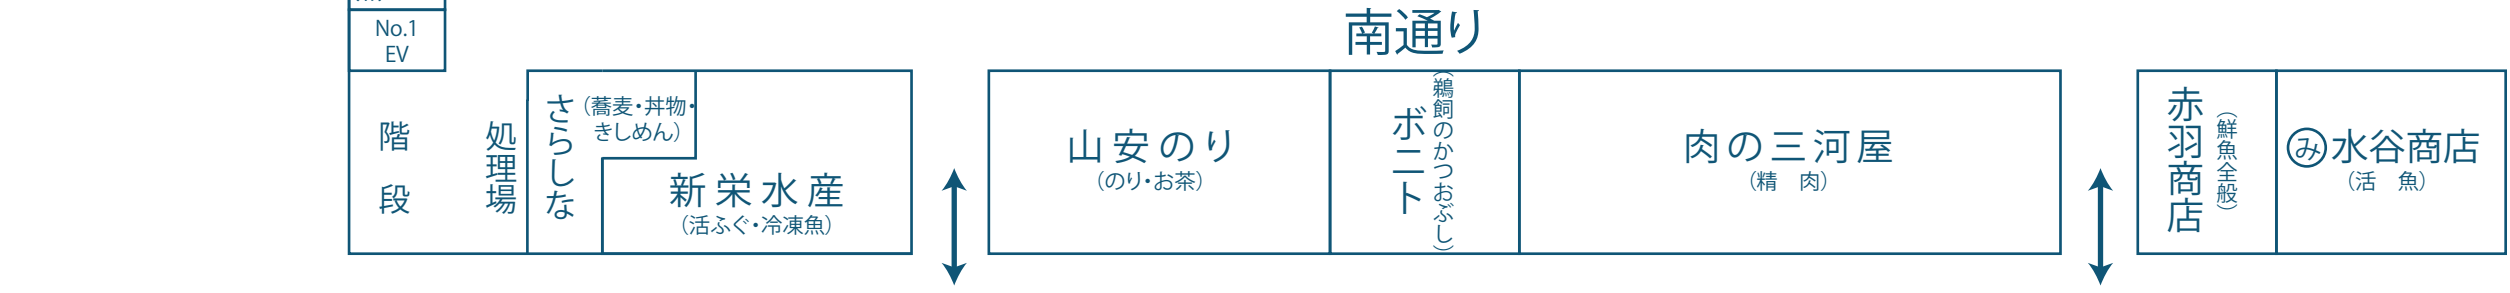 No.1
EV
南通り
階段
処理場
さらしな
（蕎麦・丼物・
きしめん）
新栄水産
（活ふぐ・冷凍魚）
山安のり
（のり・お茶）
ボニト
（鵜飼のかつおぶし）
肉の三河屋
（精　肉）
赤羽商店
（鮮魚全般）
㋯水谷商店
（活　魚）